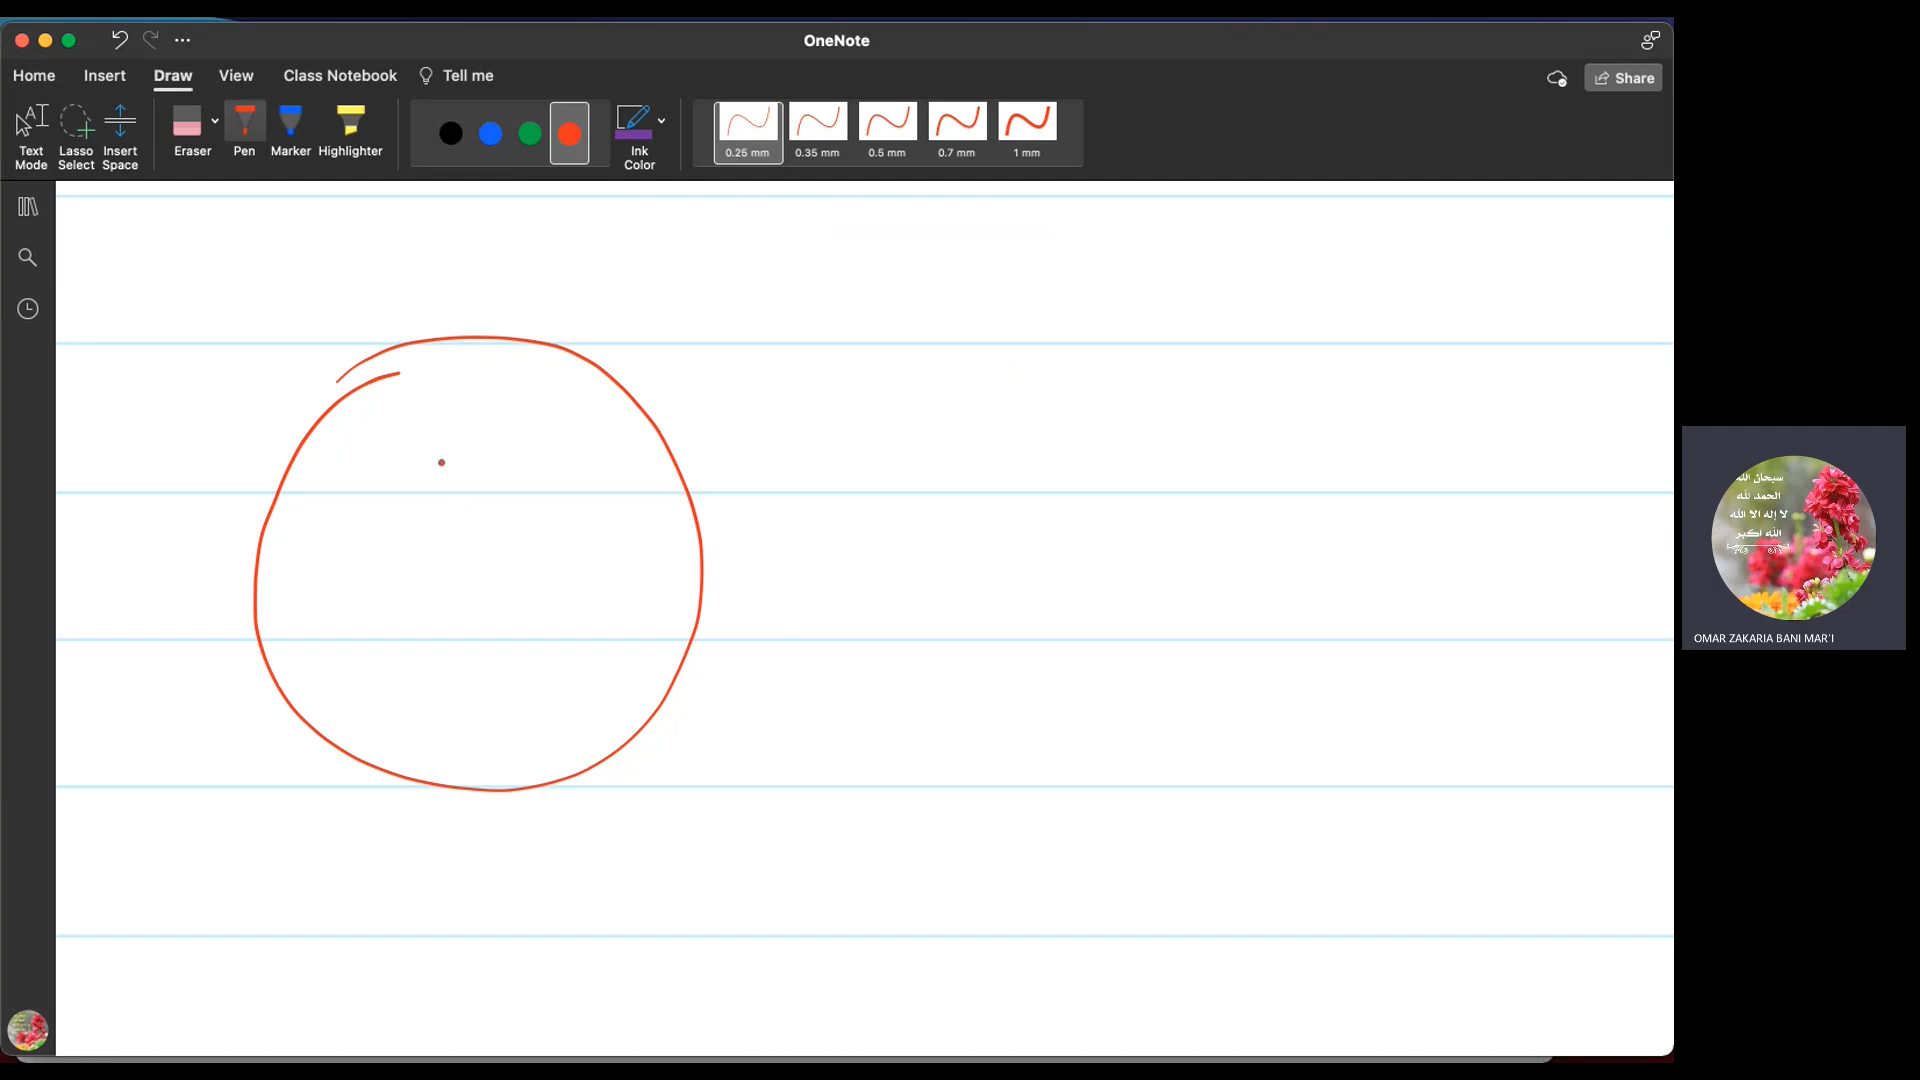 OneNote
Home Insert Draw View Class Notebook Tell me
Share
Text Mode
Lasso Select
Insert Space
Eraser
Pen
Marker
Highlighter
Ink Color
0.25 mm
0.35 mm
0.5 mm
0.7 mm
1 mm
سبحان الله
الحمد لله
لا إله الا الله
الله اكبر
OMAR ZAKARIA BANI MAR'I